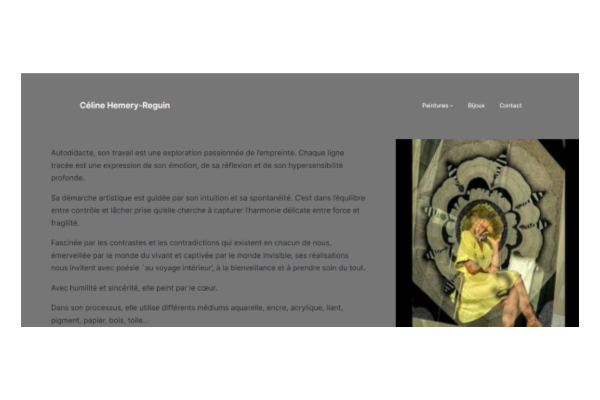 Céline Hemery-Reguin
Peintures
Bijoux
Contact
Autodidacte, son travail est une exploration passionnée de l'empreinte. Chaque ligne
tracée est une expression de son émotion, de sa réflexion et de son hypersensibilité
profonde.
Sa démarche artistique est guidée par son intuition et sa spontanéité. C'est dans l'équilibre
entre contrôle et lâcher prise qu'elle cherche à capturer l'harmonie délicate entre force et
fragilité.
Fascinée par les contrastes et les contradictions qui existent en chacun de nous,
émerveillée par le monde du vivant et captivée par le monde invisible, ses réalisations
nous invitent avec poésie `au voyage intérieur', à la bienveillance et à prendre soin du tout.
Avec humilité et sincérité, elle peint par le cœur.
Dans son processus, elle utilise différents médiums aquarelle, encre, acrylique, liant,
pigment, papier, bois, toile...